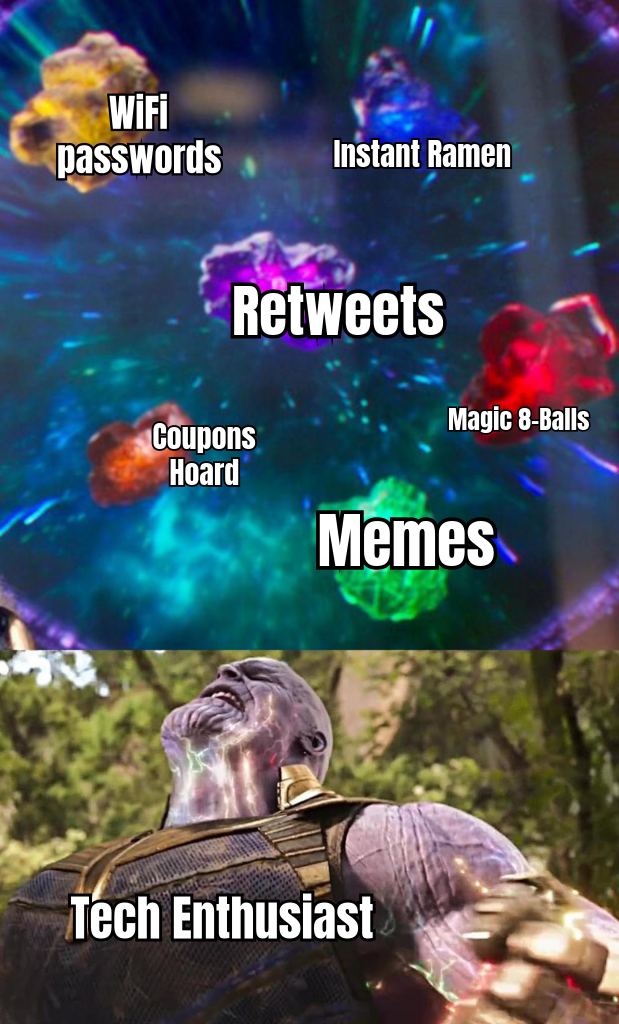 WiFi
passwords
Instant Ramen
Retweets
Magic 8-Balls
Coupons
Hoard
Memes
Tech Enthusiast